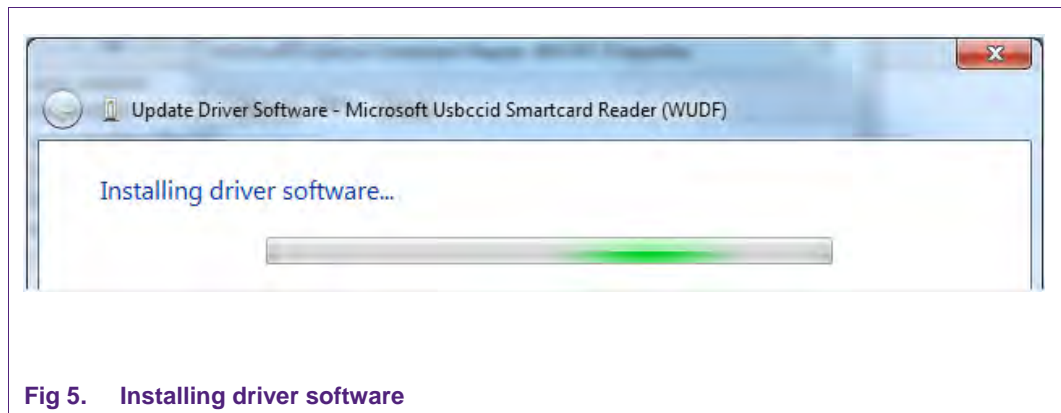 Update Driver Software - Microsoft Usbccid Smartcard Reader (WUDF)
Installing driver software...
Fig 5. Installing driver software